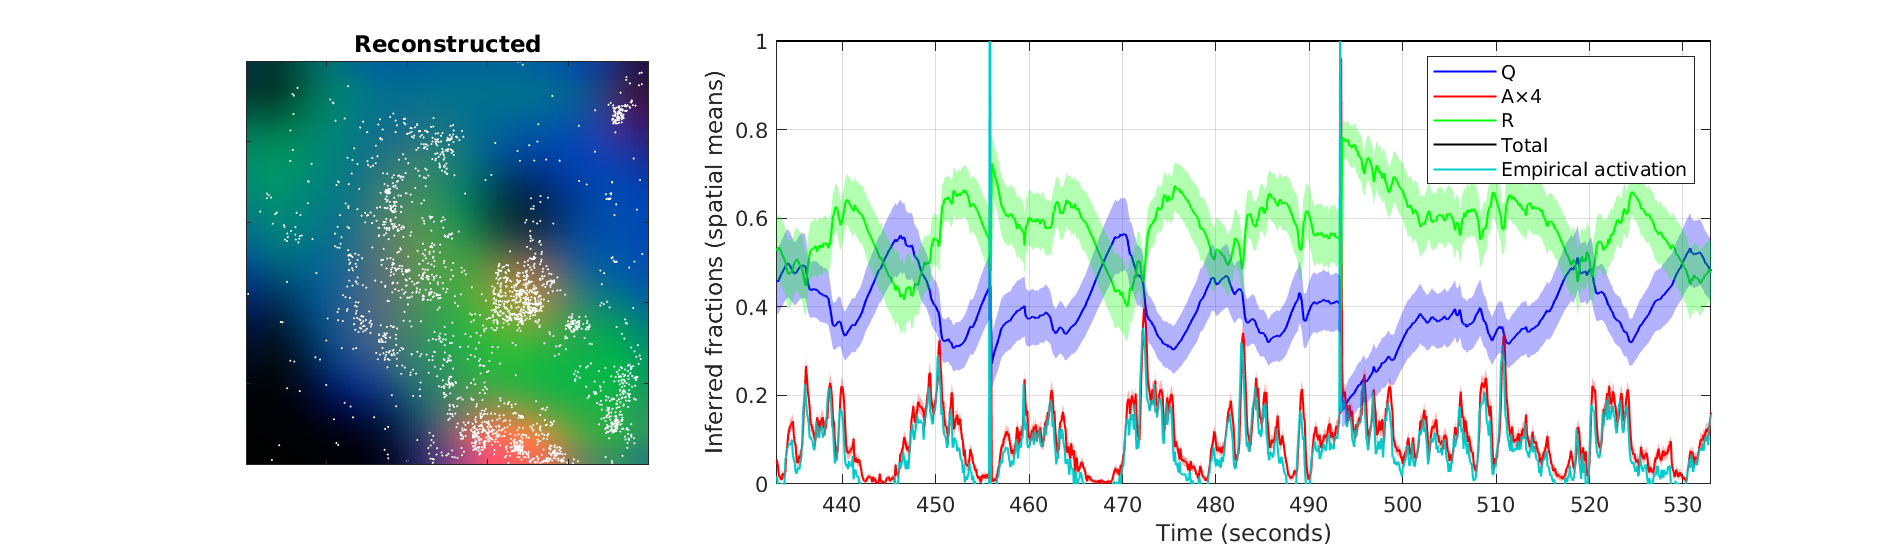 Reconstructed
Inferred fractions (spatial means)
1
0.8
0.6
0.4
0.2
0
Q
A×4
R
Total
Empirical activation
440 450 460 470 480 490 500 510 520 530
Time (seconds)